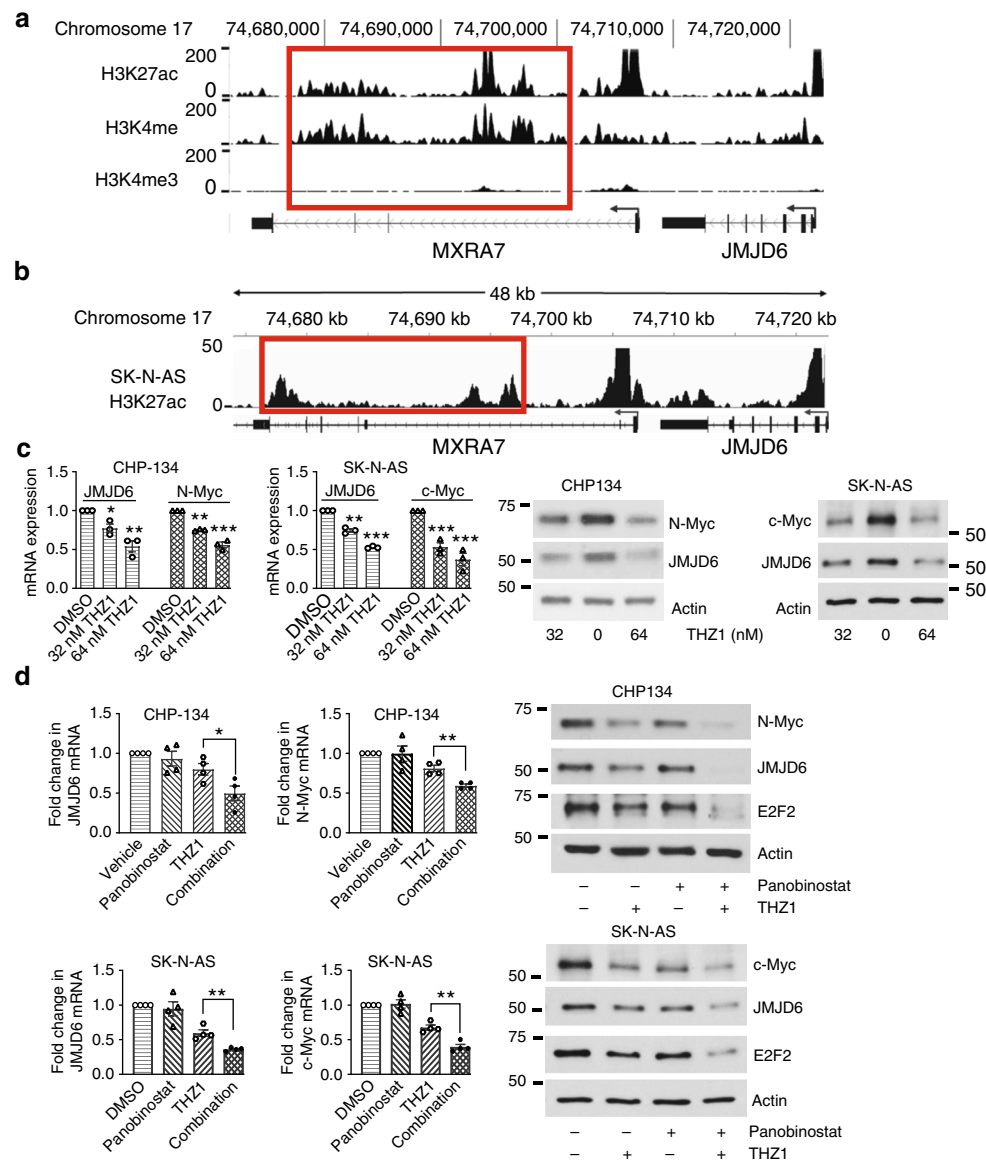 a
Chromosome 17 74,680,000 74,690,000 74,700,000 74,710,000 74,720,000
200
H3K27ac
0
200
H3K4me
200
H3K4me3
0
MXRA7 JMJD6
b
48 kb
Chromosome 17 74,680 kb 74,690 kb 74,700 kb 74,710 kb 74,720 kb
50
SK-N-AS
H3K27ac
0
MXRA7 JMJD6
c
CHP-134
mRNA expression
1.5
1.0
0.5
0.0
JMJD6 N-Myc
* ** ** ***
DMSO
32 nM THZ1
64 nM THZ1
32 nM THZ1
64 nM THZ1
SK-N-AS
mRNA expression
1.5
1.0
0.5
0.0
JMJD6 c-Myc
** *** *** ***
DMSO
32 nM THZ1
64 nM THZ1
DMSO
32 nM THZ1
64 nM THZ1
CHP134
75
N-Myc
50
JMJD6
50
Actin
32 0 64 THZ1 (nM)
SK-N-AS
c-Myc
50
JMJD6
50
50
Actin
32 0 64
d
CHP-134
Fold change in
JMJD6 mRNA
1.5
1.0
0.5
0.0
*
Vehicle
Panobinostat
THZ1
Combination
CHP-134
Fold change in
N-Myc mRNA
1.5
1.0
0.5
0.0
**
Vehicle
Panobinostat
THZ1
Combination
CHP134
75
N-Myc
50
JMJD6
75
E2F2
50
Actin
– – + + Panobinostat
– + – + THZ1
SK-N-AS
Fold change in
JMJD6 mRNA
1.5
1.0
0.5
0.0
**
DMSO
Panobinostat
THZ1
Combination
SK-N-AS
Fold change in
c-Myc mRNA
1.5
1.0
0.5
0.0
**
DMSO
Panobinostat
THZ1
Combination
SK-N-AS
50
c-Myc
50
JMJD6
75
E2F2
50
Actin
– – + + Panobinostat
– + – + THZ1